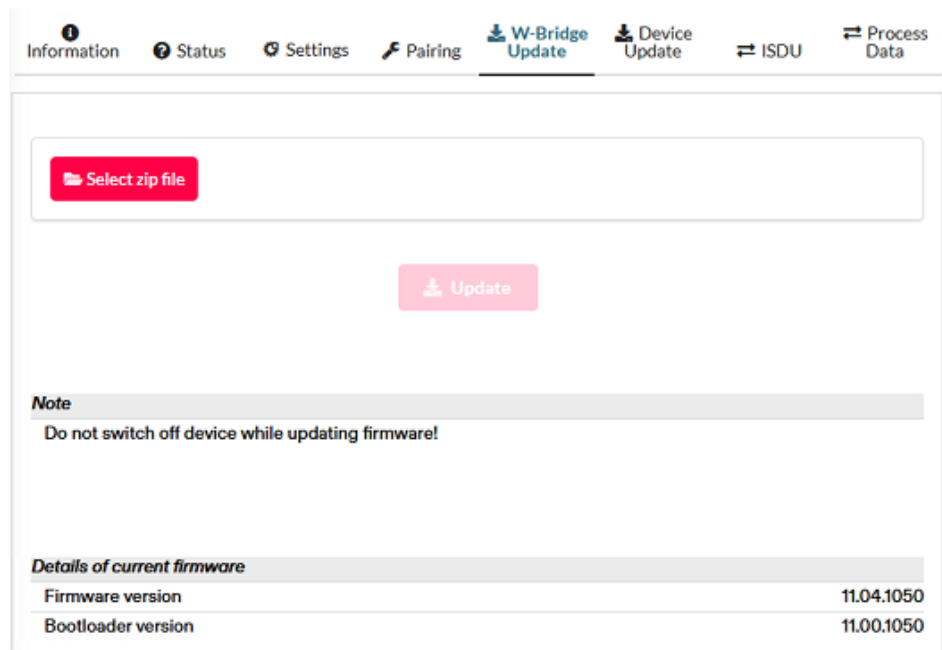 Information
Status
Settings
Pairing
W-Bridge
Update
Device
Update
ISDU
Process
Data
Select zip file
Update
Note
Do not switch off device while updating firmware!
Details of current firmware
Firmware version 11.04.1050
Bootloader version 11.00.1050